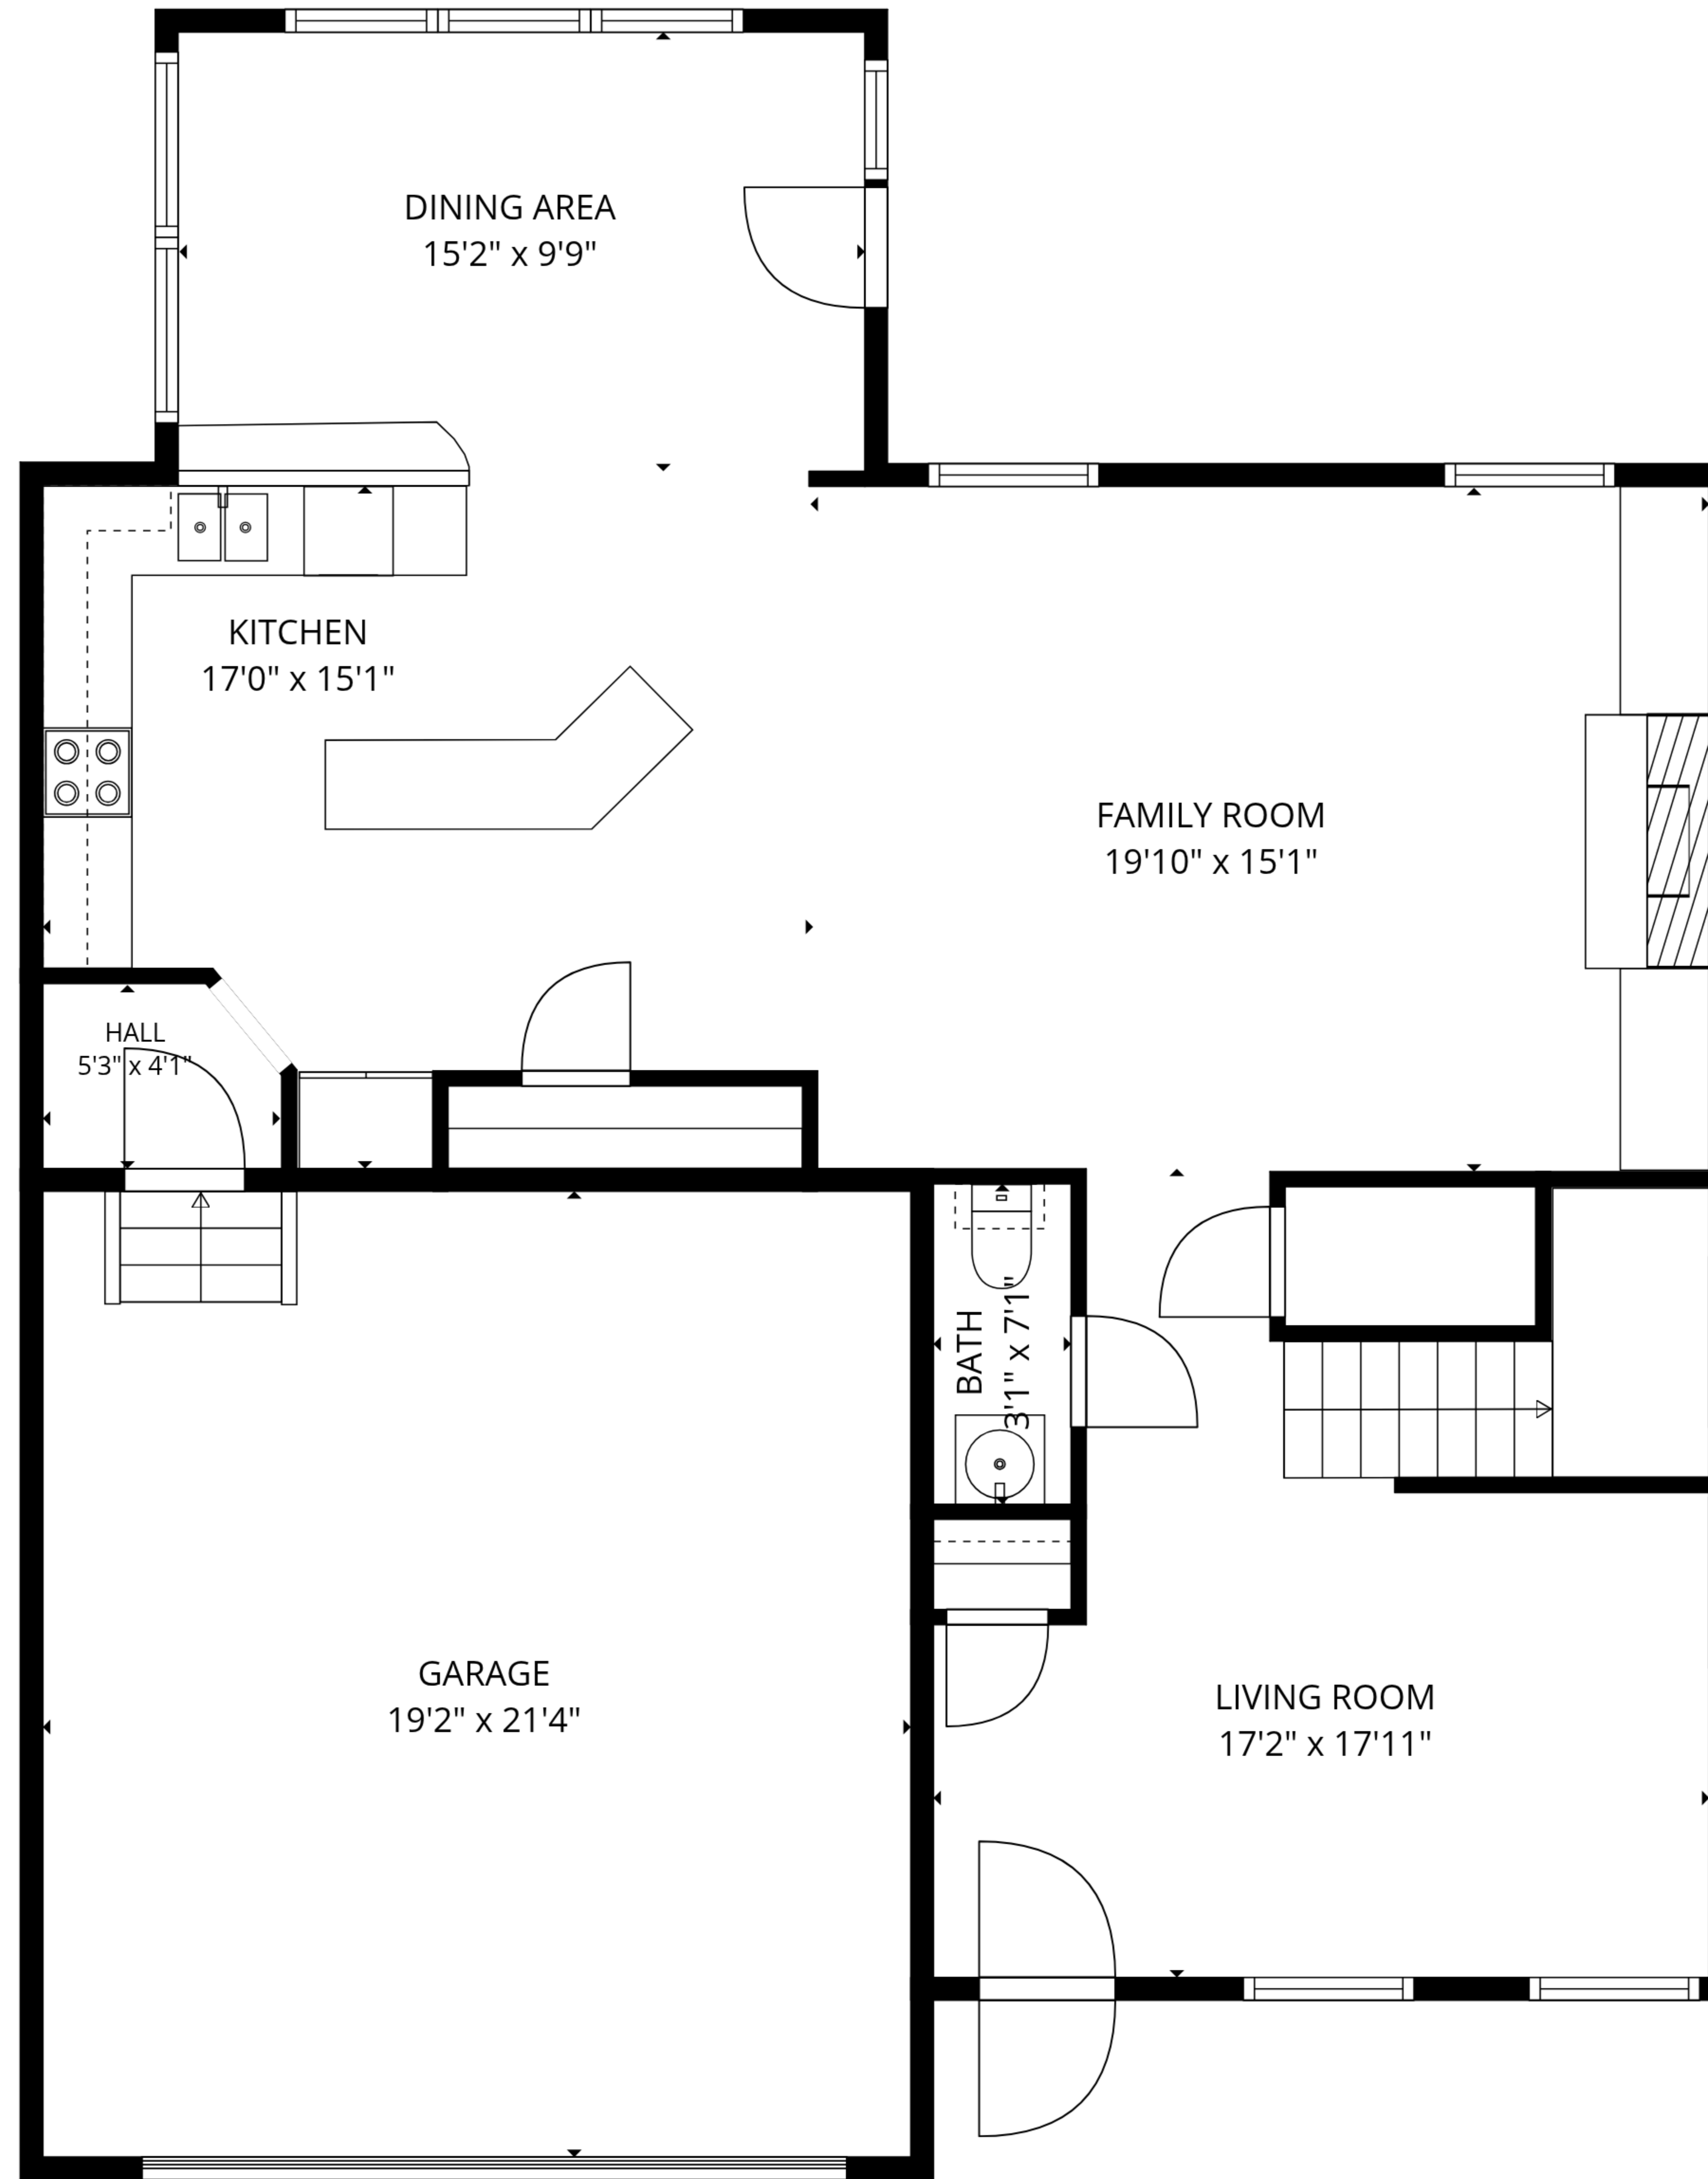 DINING AREA
15'2" x 9'9"
KITCHEN
17'0" x 15'1"
FAMILY ROOM
19'10" x 15'1"
HALL
5'3" x 4'1"
BATH
3'1" x 7'1"
GARAGE
19'2" x 21'4"
LIVING ROOM
17'2" x 17'11"